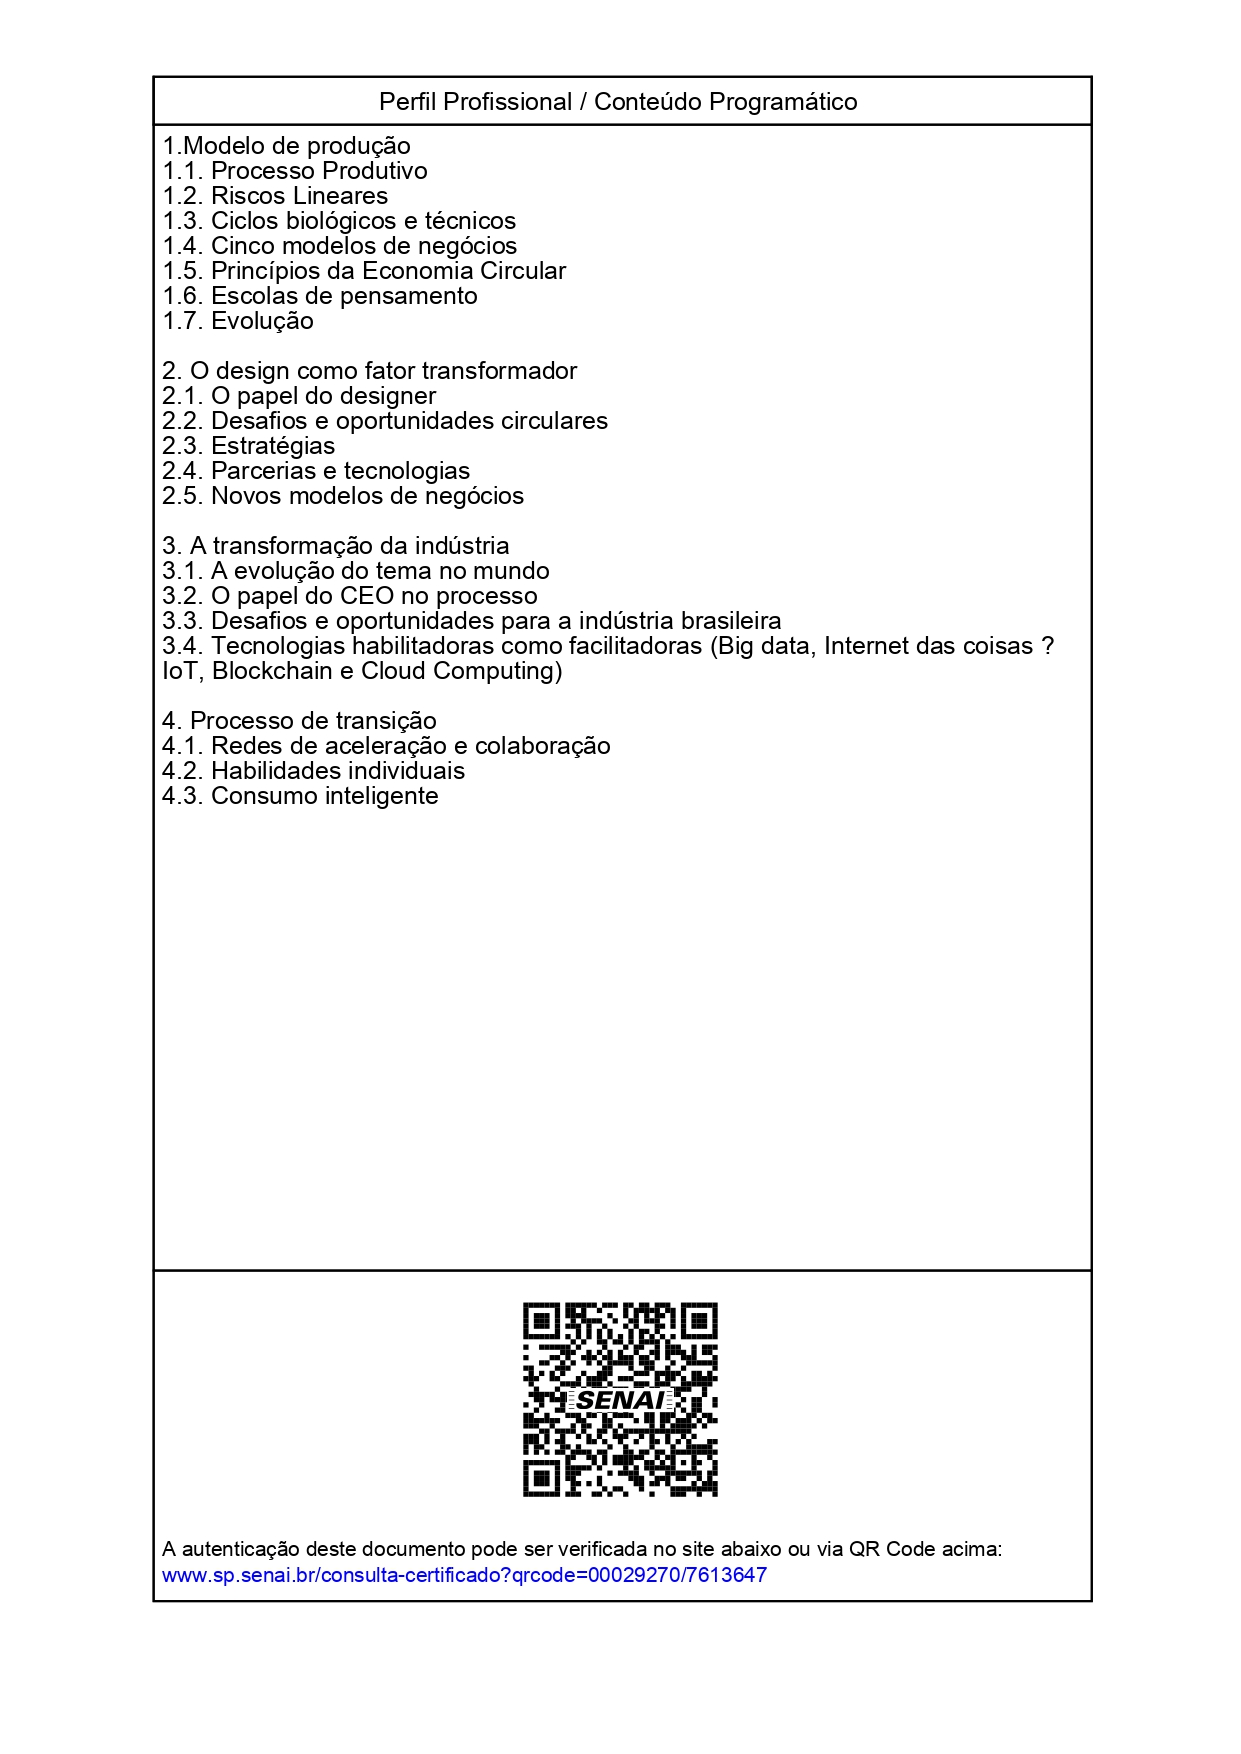 Perfil Profissional / Conteúdo Programático
1.Modelo de produção
1.1. Processo Produtivo
1.2. Riscos Lineares
1.3. Ciclos biológicos e técnicos
1.4. Cinco modelos de negócios
1.5. Princípios da Economia Circular
1.6. Escolas de pensamento
1.7. Evolução
2. O design como fator transformador
2.1. O papel do designer
2.2. Desafios e oportunidades circulares
2.3. Estratégias
2.4. Parcerias e tecnologias
2.5. Novos modelos de negócios
3. A transformação da indústria
3.1. A evolução do tema no mundo
3.2. O papel do CEO no processo
3.3. Desafios e oportunidades para a indústria brasileira
3.4. Tecnologias habilitadoras como facilitadoras (Big data, Internet das coisas ?
IoT, Blockchain e Cloud Computing)
4. Processo de transição
4.1. Redes de aceleração e colaboração
4.2. Habilidades individuais
4.3. Consumo inteligente
SENAI
A autenticação deste documento pode ser verificada no site abaixo ou via QR Code acima:
www.sp.senai.br/consulta-certificado?qrcode=00029270/7613647